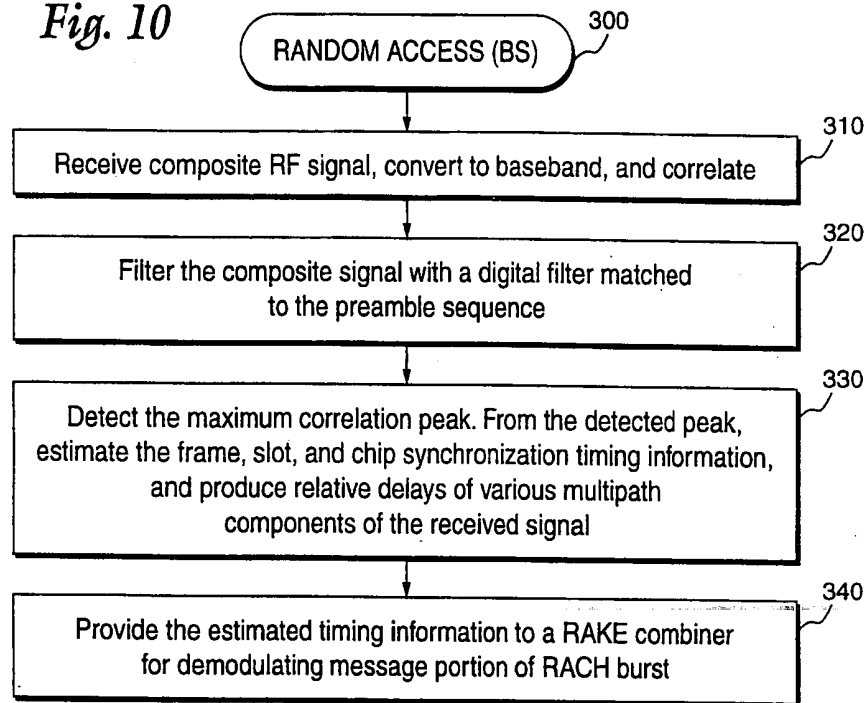 Fig. 10
RANDOM ACCESS (BS)
300
310
Receive composite RF signal, convert to baseband, and correlate
320
Filter the composite signal with a digital filter matched
to the preamble sequence
330
Detect the maximum correlation peak. From the detected peak,
estimate the frame, slot, and chip synchronization timing information,
and produce relative delays of various multipath
components of the received signal
340
Provide the estimated timing information to a RAKE combiner
for demodulating message portion of RACH burst